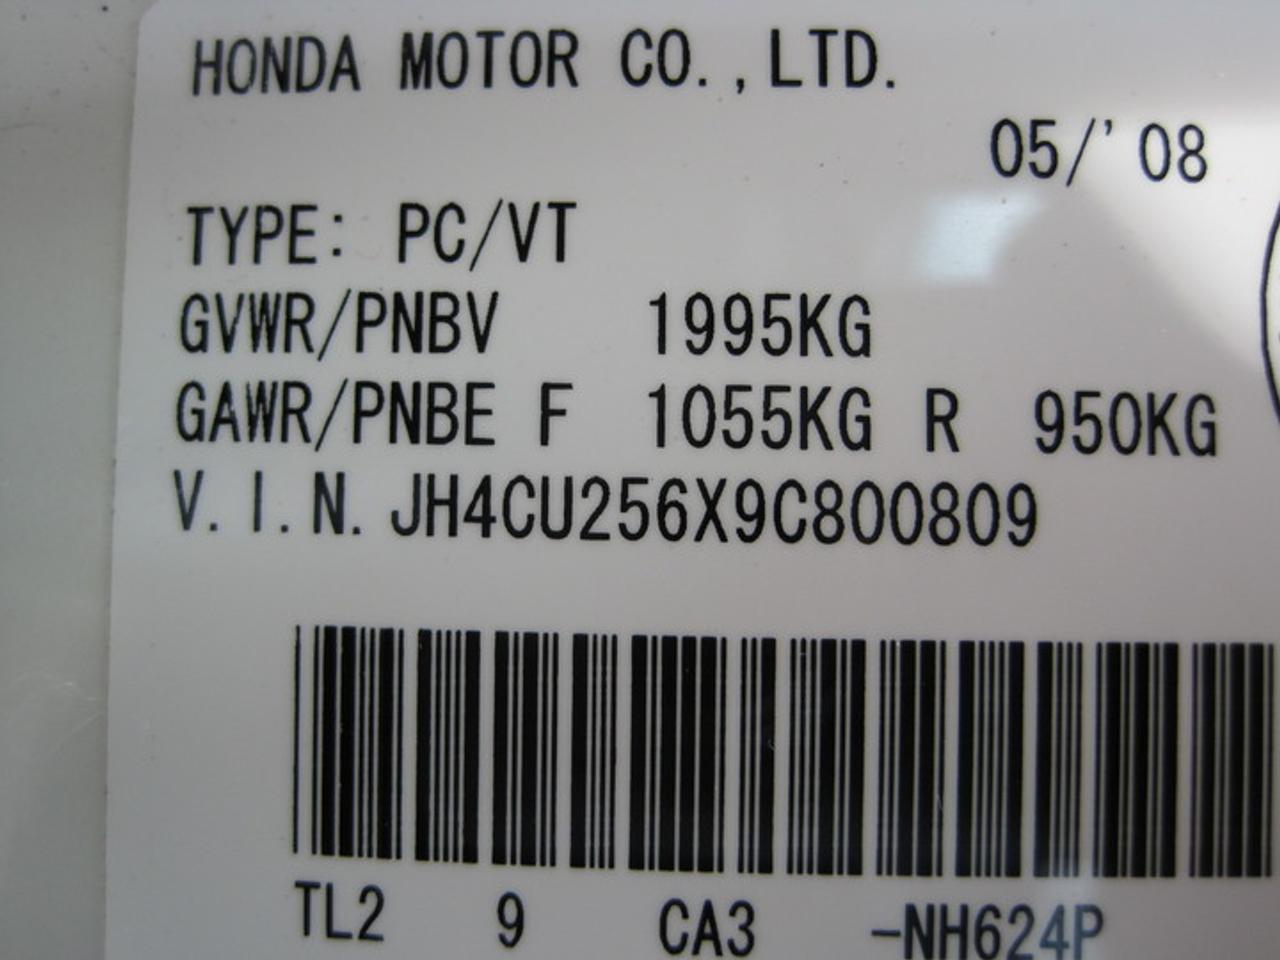 HONDA MOTOR CO.,LTD.
05/'08
TYPE: PC/VT
GVWR/PNBV 1995KG
GAWR/PNBE F 1055KG R 950KG
V.I.N. JH4CU256X9C800809
TL2 9 CA3 -NH624P